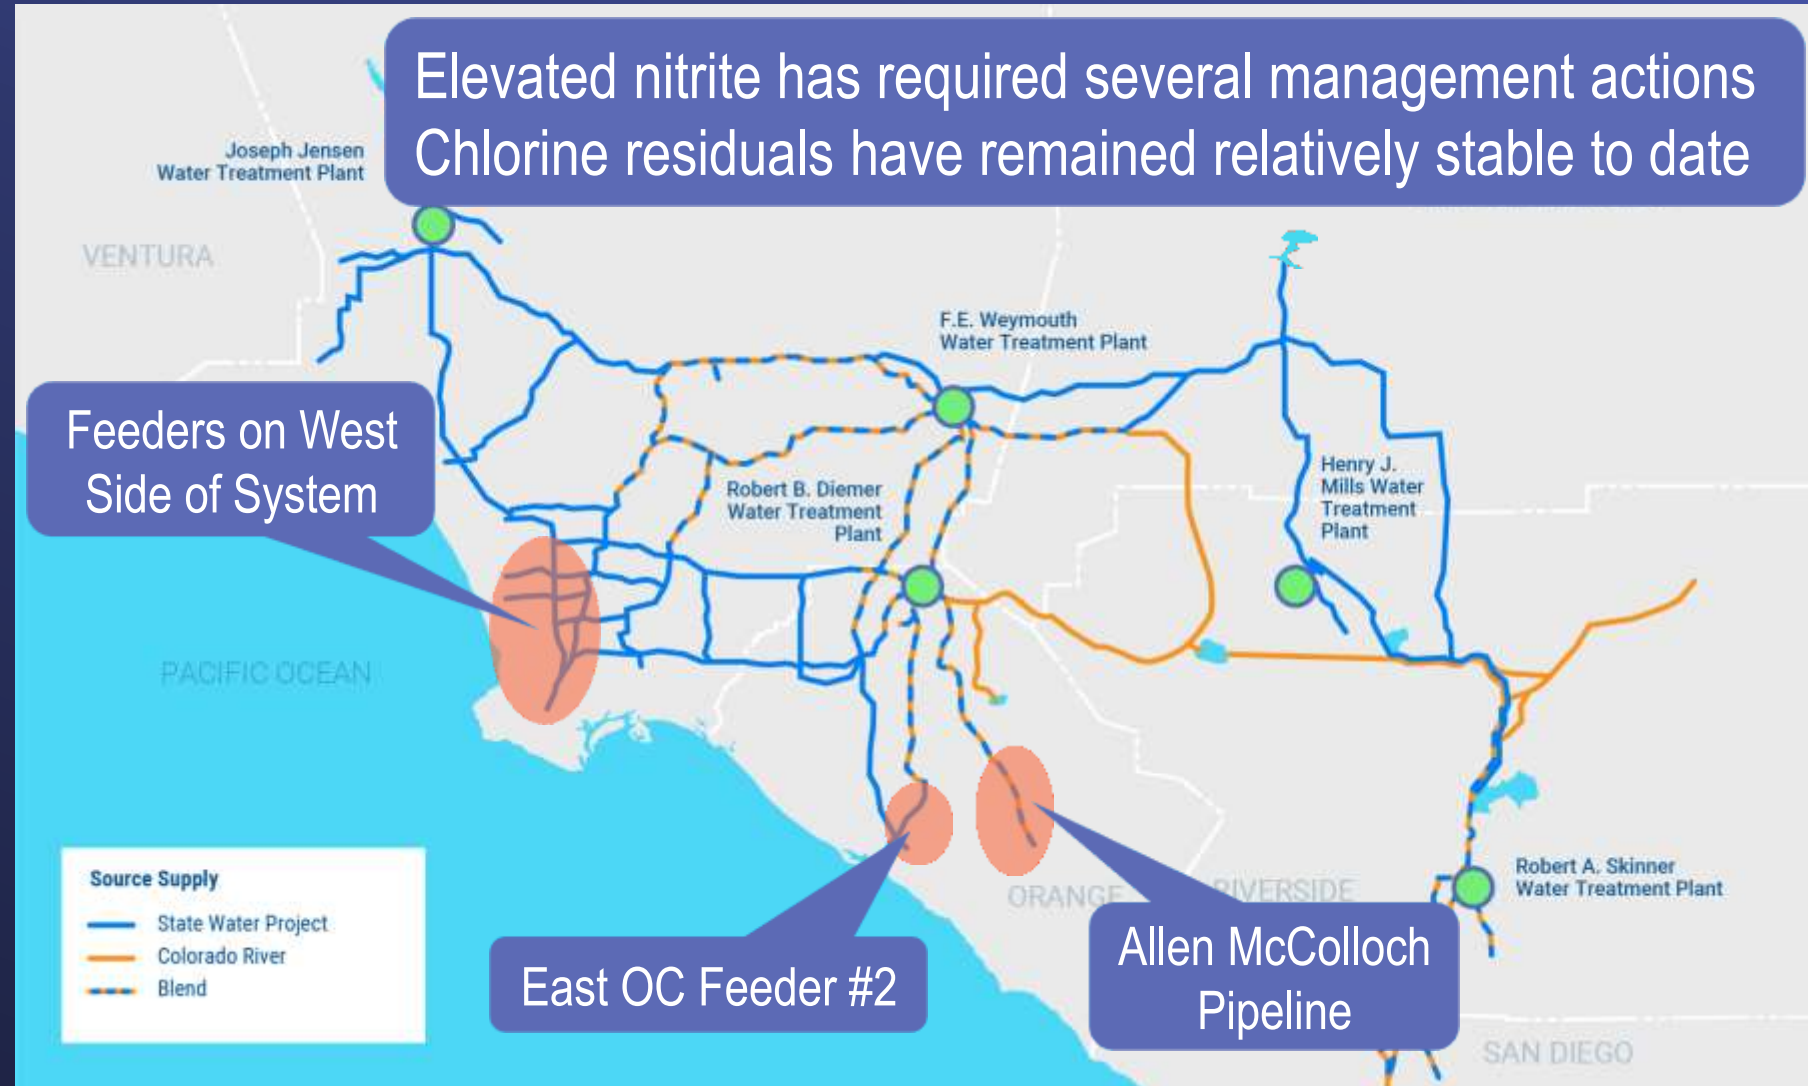 Elevated nitrite has required several management actions
Chlorine residuals have remained relatively stable to date
Joseph Jensen
Water Treatment Plant
VENTURA
F.E. Weymouth
Water Treatment Plant
Feeders on West
Side of System
Robert B. Diemer
Water Treatment
Plant
Henry J.
Mills Water
Treatment
Plant
PACIFIC OCEAN
Source Supply
State Water Project
Colorado River
Blend
East OC Feeder #2
ORANGE
RIVERSIDE
Allen McColloch
Pipeline
Robert A. Skinner
Water Treatment Plant
SAN DIEGO